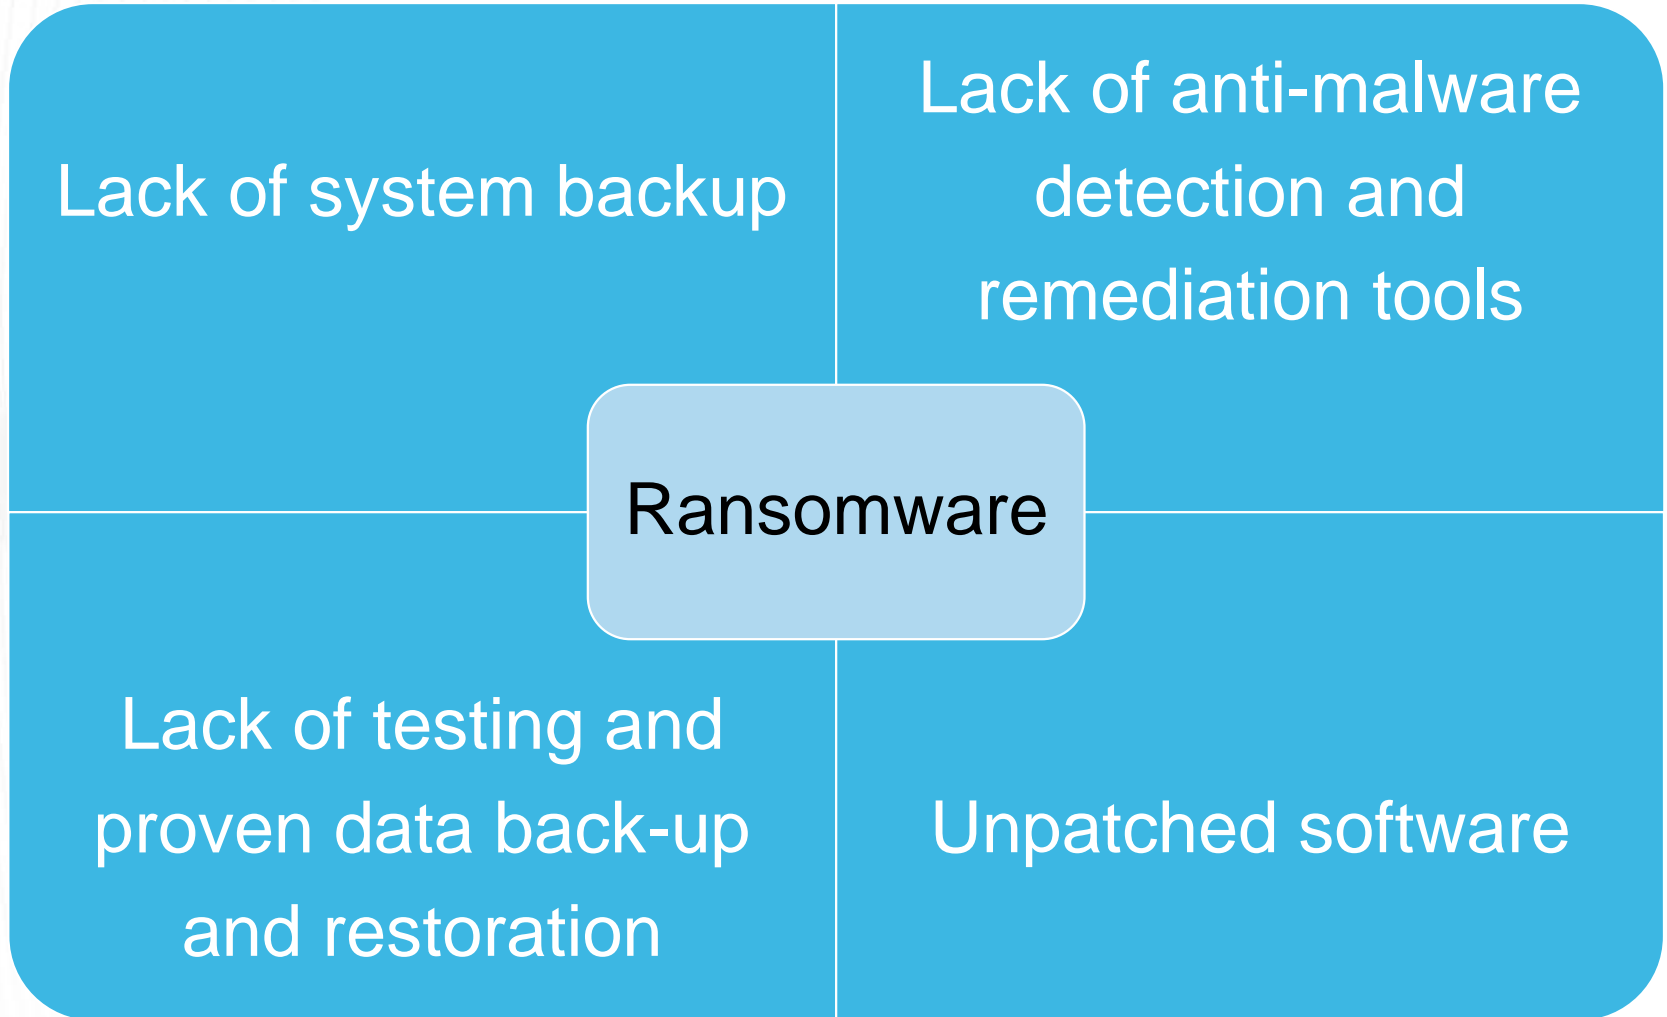 Lack of system backup
Lack of anti-malware
detection and
remediation tools
Ransomware
Lack of testing and
proven data back-up
and restoration
Unpatched software